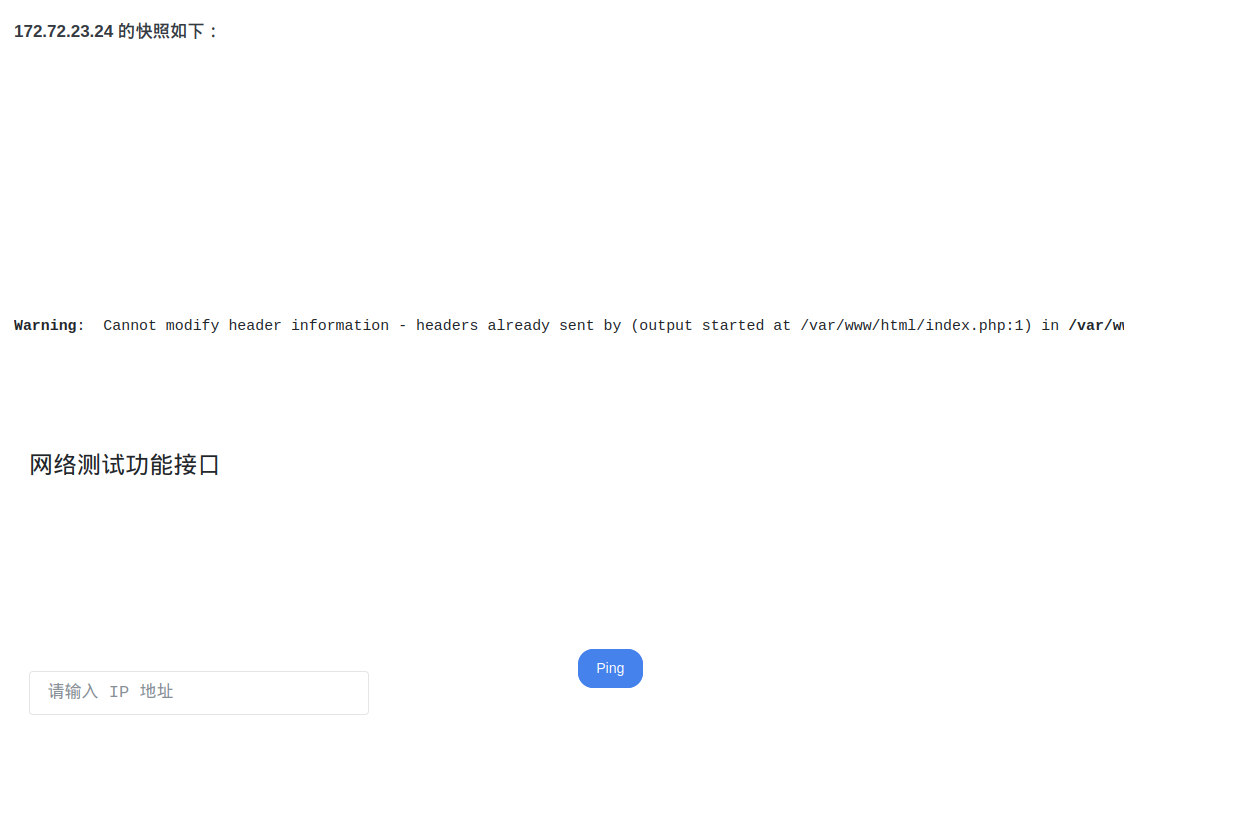 172.72.23.24 的快照如下：
Warning:  Cannot modify header information - headers already sent by (output started at /var/www/html/index.php:1) in /var/w
网络测试功能接口
Ping
请输入 IP 地址